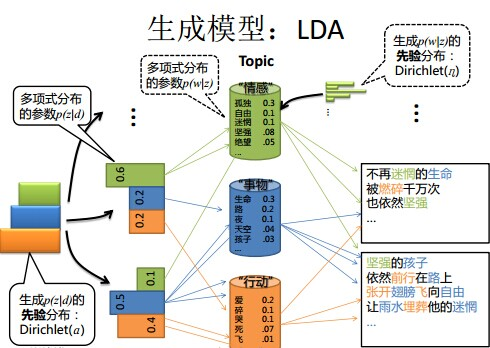 生成模型：LDA
多项式分布
的参数p(z|d)
多项式分布
的参数p(w|z)
Topic
生成p(w|z)的
先验分布：
Dirichlet(η)
...
...
...
"情感"
孤独 0.3
自由 0.1
迷惘 0.1
坚强 .08
绝望 .05
...
0.6
0.2
0.2
"事物"
生命 0.3
路 0.2
夜 0.1
天空 .04
孩子 .03
...
不再迷惘的生命
被燃碎千万次
也依然坚强
...
0.1
0.5
0.4
"行动"
爱 0.2
碎 0.1
哭 0.1
死 .07
飞 .01
...
坚强的孩子
依然前行在路上
张开翅膀飞向自由
让雨水埋葬他的迷惘
...
生成p(z|d)的
先验分布：
Dirichlet(α)